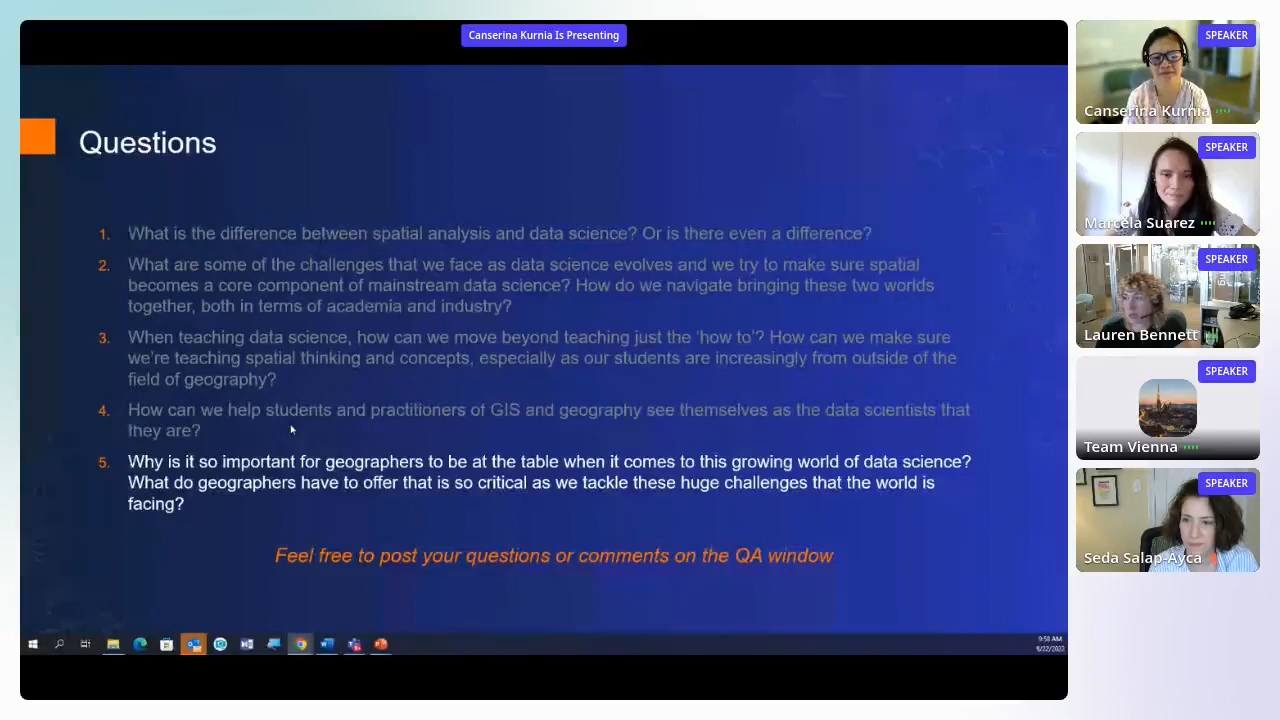 Canserina Kurnia Is Presenting
Questions
1. What is the difference between spatial analysis and data science? Or is there even a difference?
2. What are some of the challenges that we face as data science evolves and we try to make sure spatial
becomes a core component of mainstream data science? How do we navigate bringing these two worlds
together, both in terms of academia and industry?
3. When teaching data science, how can we move beyond teaching just the 'how to'? How can we make sure
we're teaching spatial thinking and concepts, especially as our students are increasingly from outside of the
field of geography?
4. How can we help students and practitioners of GIS and geography see themselves as the data scientists that
they are?
5. Why is it so important for geographers to be at the table when it comes to this growing world of data science?
What do geographers have to offer that is so critical as we tackle these huge challenges that the world is
facing?
Feel free to post your questions or comments on the QA window
9:58 AM
SPEAKER
Canserina Kurnia
SPEAKER
Marcela Suarez
SPEAKER
Lauren Bennett
SPEAKER
Team Vienna
SPEAKER
Seda Salap-Ayca